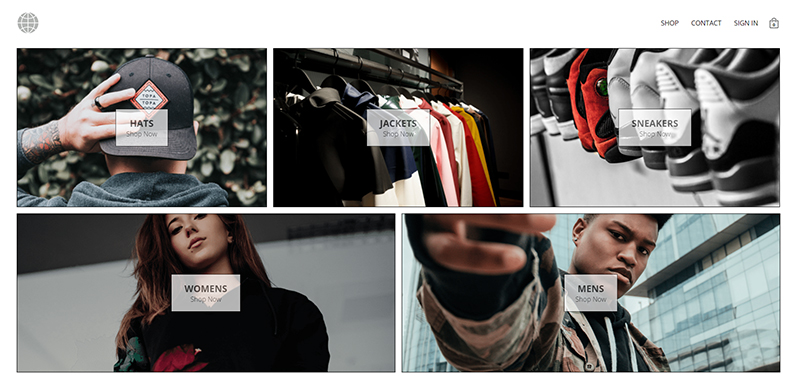 SHOP CONTACT SIGN IN
0
TOPA
TOPA
HATS
Shop Now
JACKETS
Shop Now
SNEAKERS
Shop Now
WOMENS
Shop Now
MENS
Shop Now